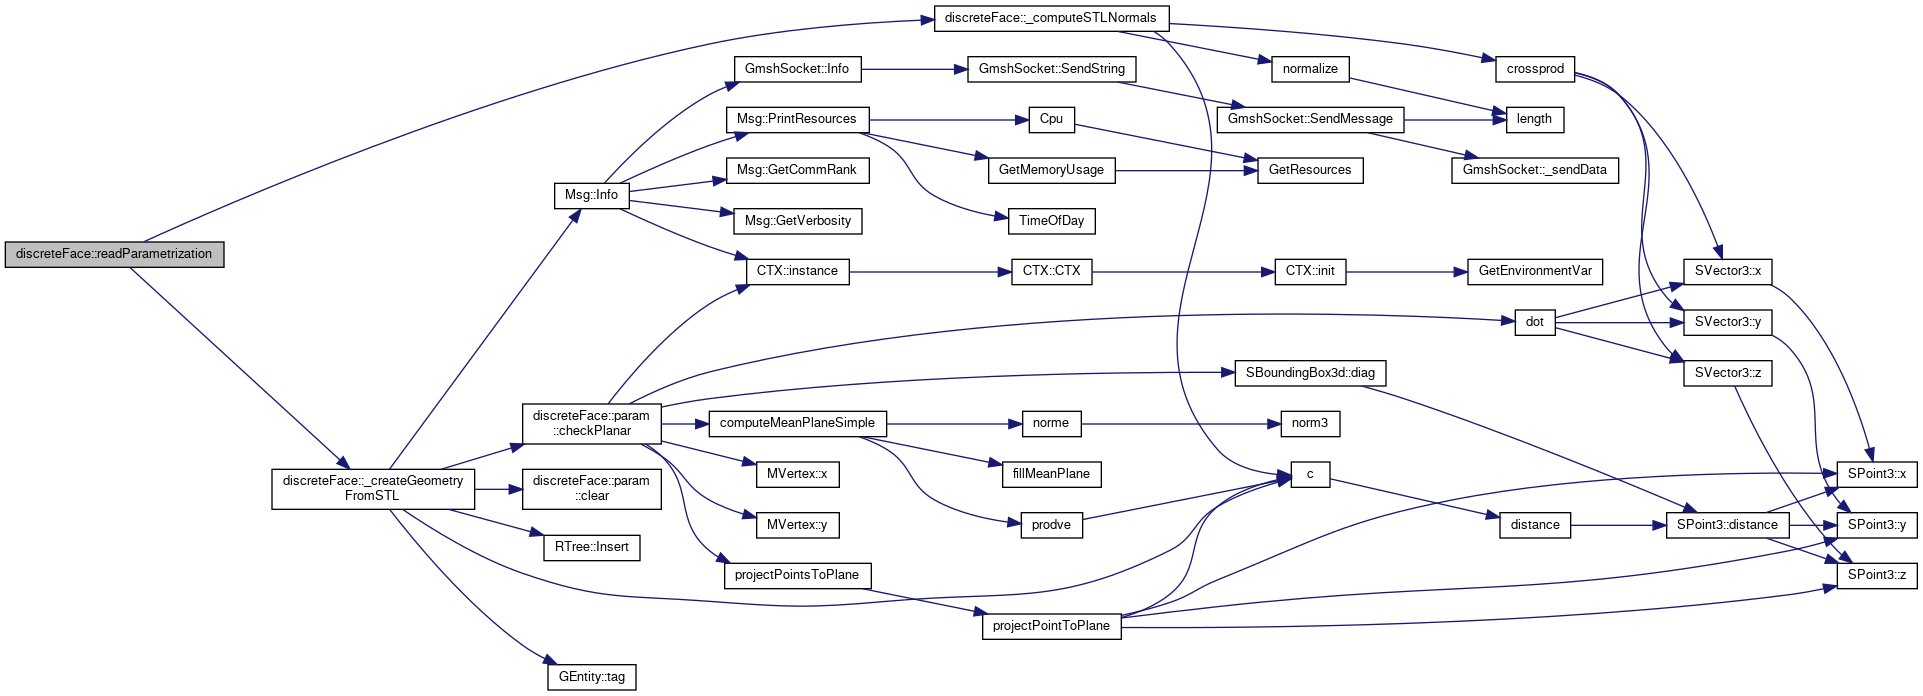 discreteFace::_computeSTLNormals
GmshSocket::Info
GmshSocket::SendString
normalize
crossprod
Msg::PrintResources
Cpu
GmshSocket::SendMessage
length
Msg::GetCommRank
GetMemoryUsage
GetResources
GmshSocket::_sendData
Msg::Info
Msg::GetVerbosity
TimeOfDay
discreteFace::readParametrization
CTX::instance
CTX::CTX
CTX::init
GetEnvironmentVar
SVector3::x
dot
SVector3::y
SBoundingBox3d::diag
SVector3::z
discreteFace::param
::checkPlanar
computeMeanPlaneSimple
norme
norm3
discreteFace::_createGeometry
FromSTL
discreteFace::param
::clear
MVertex::x
fillMeanPlane
c
SPoint3::x
MVertex::y
prodve
distance
SPoint3::distance
SPoint3::y
RTree::Insert
projectPointsToPlane
SPoint3::z
projectPointToPlane
GEntity::tag